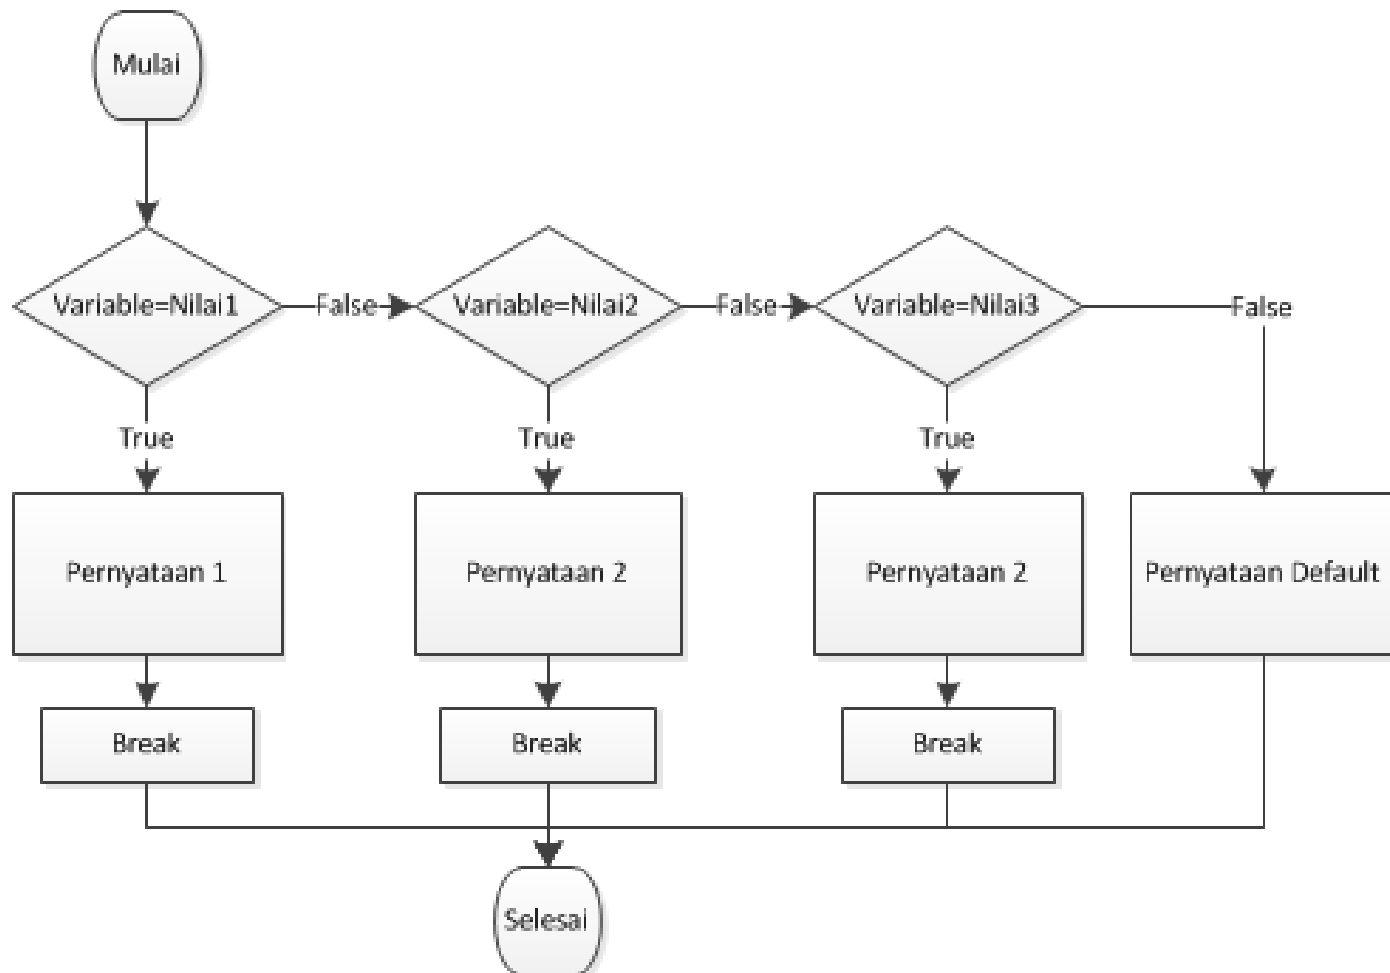 Mulai
Variable=Nilai1
False
Variable=Nilai2
False
Variable=Nilai3
False
True
True
True
Pernyataan 1
Pernyataan 2
Pernyataan 2
Pernyataan Default
Break
Break
Break
Selesai